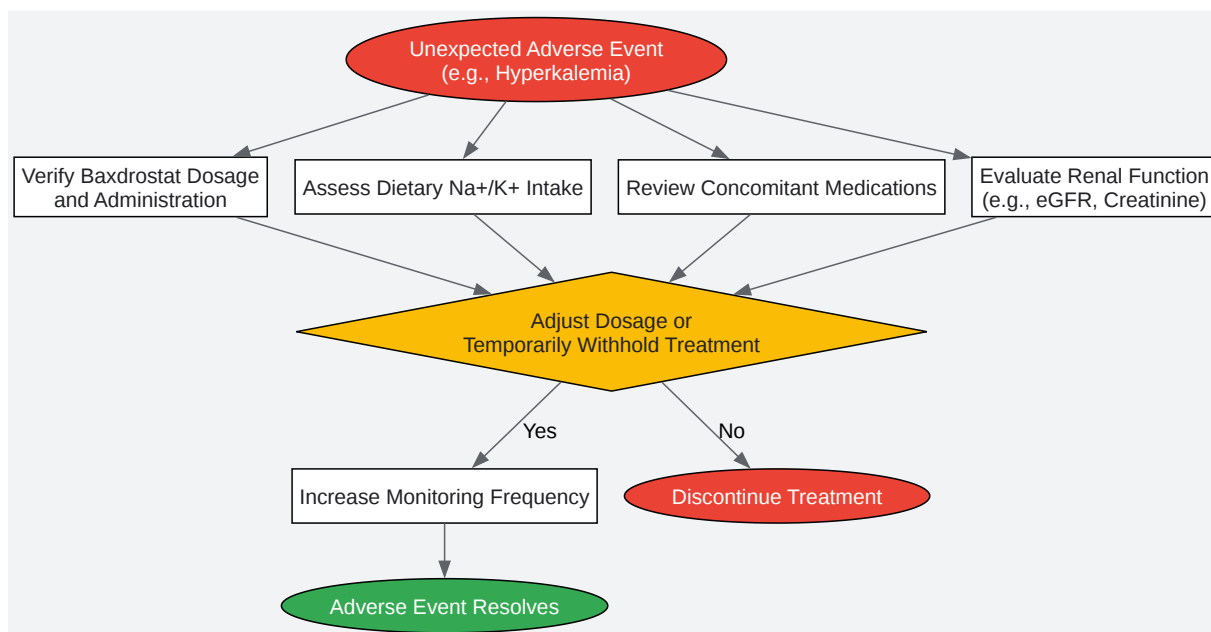 Unexpected Adverse Event
(e.g., Hyperkalemia)
Verify Baxdrostat Dosage
and Administration
Assess Dietary Na+/K+ Intake
Review Concomitant Medications
Evaluate Renal Function
(e.g., eGFR, Creatinine)
Adjust Dosage or
Temporarily Withhold Treatment
Yes
No
Increase Monitoring Frequency
Discontinue Treatment
Adverse Event Resolves